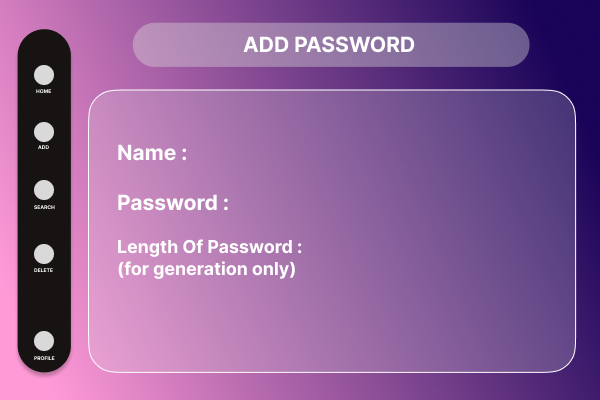 ADD PASSWORD
HOME
ADD
SEARCH
DELETE
PROFILE
Name :
Password :
Length Of Password :
(for generation only)